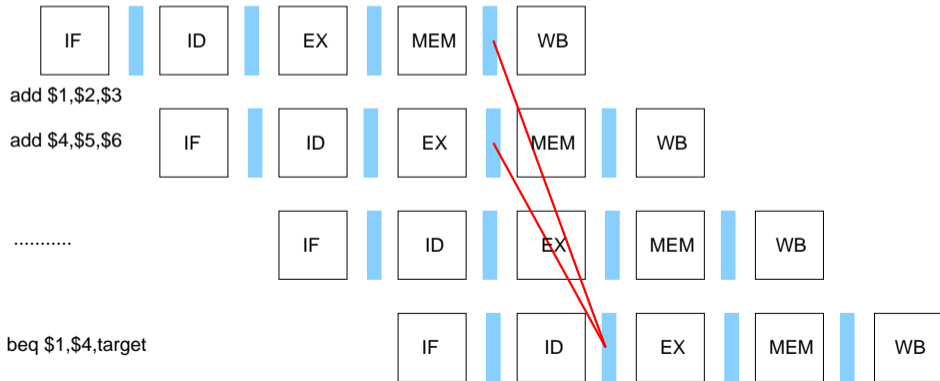 IF ID EX MEM WB
add $1,$2,$3
add $4,$5,$6 IF ID EX MEM WB
........... IF ID EX MEM WB
beq $1,$4,target IF ID EX MEM WB